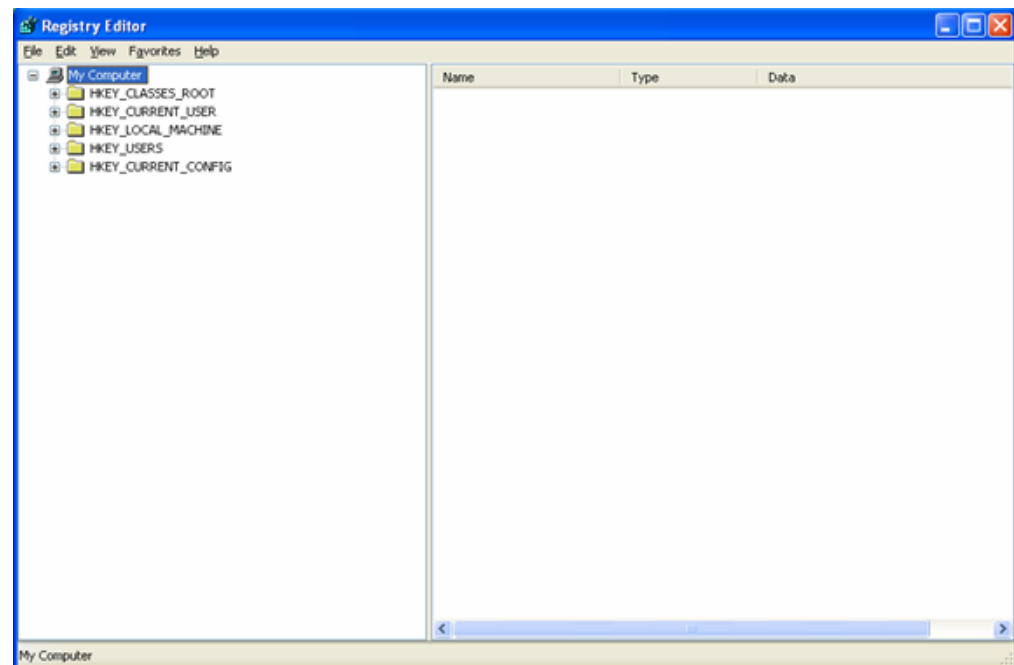 Registry Editor
File Edit View Favorites Help
My Computer
HKEY_CLASSES_ROOT
HKEY_CURRENT_USER
HKEY_LOCAL_MACHINE
HKEY_USERS
HKEY_CURRENT_CONFIG
Name Type Data
My Computer